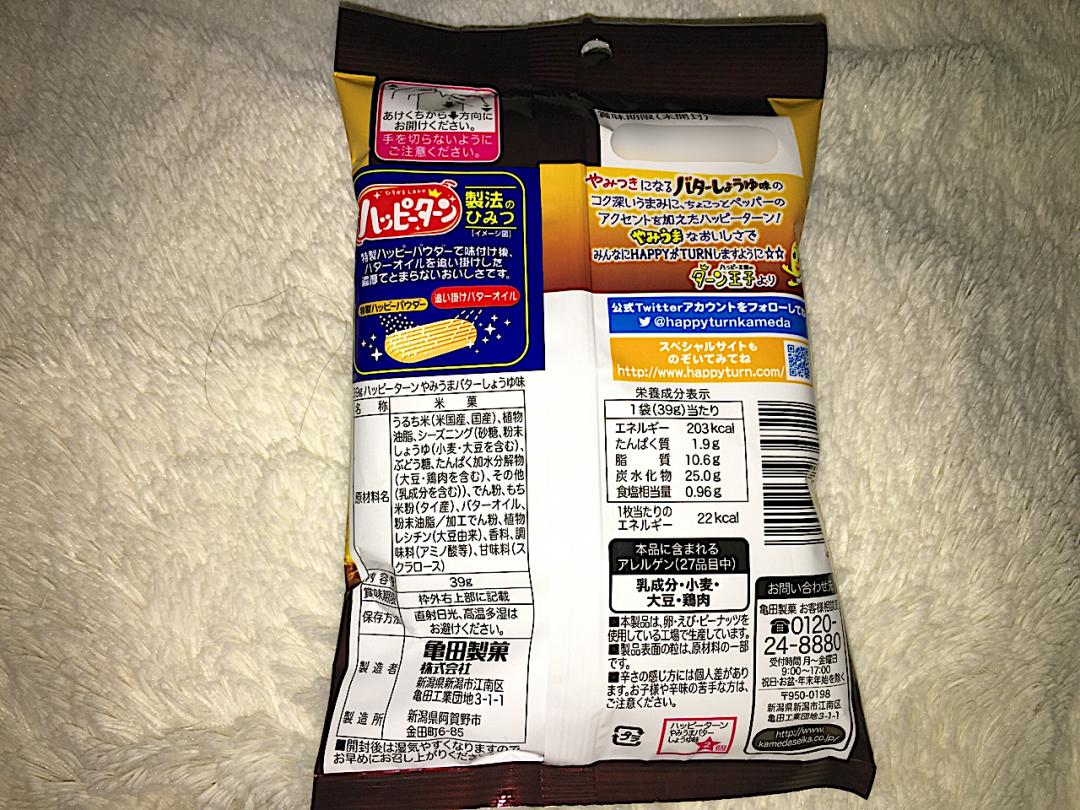 あけくちから⬇方向に
お開けください。
手を切らないように
ご注意ください。
賞味期限(未開封)
ハッピーターン
製法の
ひみつ
【イメージ図】
特製ハッピーパウダーで味付け後、
バターオイルを追い掛けした
濃厚でとまらないおいしさです。
特製ハッピーパウダー
追い掛けバターオイル
やみつきになるバターしょうゆ味の
コク深いうまみに、ちょこっとペッパーの
アクセントを加えたハッピーターン!
やみうまなおいしさで
みんなにHAPPYがTURNしますように☆☆
ハッピー王国の
ターン王子より
公式Twitterアカウントをフォローしてね
@happyturnkameda
スペシャルサイトも
のぞいてみてね
http://www.happyturn.com/
39gハッピーターンやみうまバターしょうゆ味
名称 米菓
原材料名
うるち米(米国産、国産)、植物
油脂、シーズニング(砂糖、粉末
しょうゆ(小麦・大豆を含む)、
ぶどう糖、たんぱく加水分解物
(大豆・鶏肉を含む)、その他
(乳成分を含む))、でん粉、もち
米粉(タイ産)、バターオイル、
粉末油脂/加工でん粉、植物
レシチン(大豆由来)、香料、調
味料(アミノ酸等)、甘味料(ス
クラロース)
内容量 39g
賞味期限 枠外右上部に記載
保存方法 直射日光、高温多湿は
お避けください。
製造者 亀田製菓
株式会社
新潟県新潟市江南区
亀田工業団地3-1-1
製造所 新潟県阿賀野市
金田町6-85
■開封後は湿気やすくなりますので
お早めにお召し上がりください
栄養成分表示
1袋(39g)当たり
エネルギー 203kcal
たんぱく質 1.9g
脂質 10.6g
炭水化物 25.0g
食塩相当量 0.96g
1枚当たりの
エネルギー 22kcal
本品に含まれる
アレルゲン(27品目中)
乳成分・小麦・
大豆・鶏肉
■本製品は、卵・えび・ピーナッツを
使用している工場で生産しています。
■製品表面の粒は、原材料の一部
です。
■辛さの感じ方には個人差があり
ます。お子様や辛味の苦手な方は、
ご注意ください。
ハッピーターン
やみうまバター
しょうゆ味
2個
お問い合わせ先
亀田製菓 お客様相談室
☎0120-
24-8880
受付時間 月〜金曜日
9:00〜17:00
祝日・お盆・年末年始を除く
〒950-0198
新潟県新潟市江南区
亀田工業団地3-1-1
http://www.
kamedaseika.co.jp/